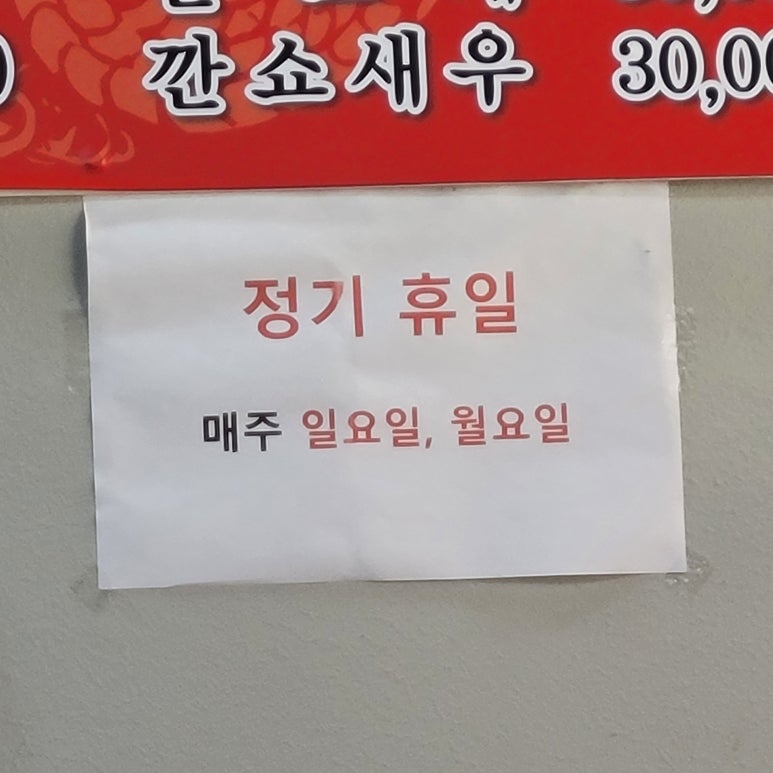 깐쇼새우 30,00
정기 휴일
매주 일요일, 월요일